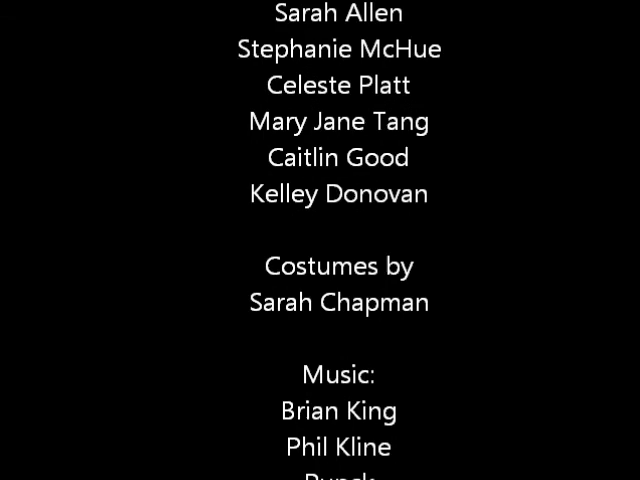 Sarah Allen
Stephanie McHue
Celeste Platt
Mary Jane Tang
Caitlin Good
Kelley Donovan
Costumes by
Sarah Chapman
Music:
Brian King
Phil Kline